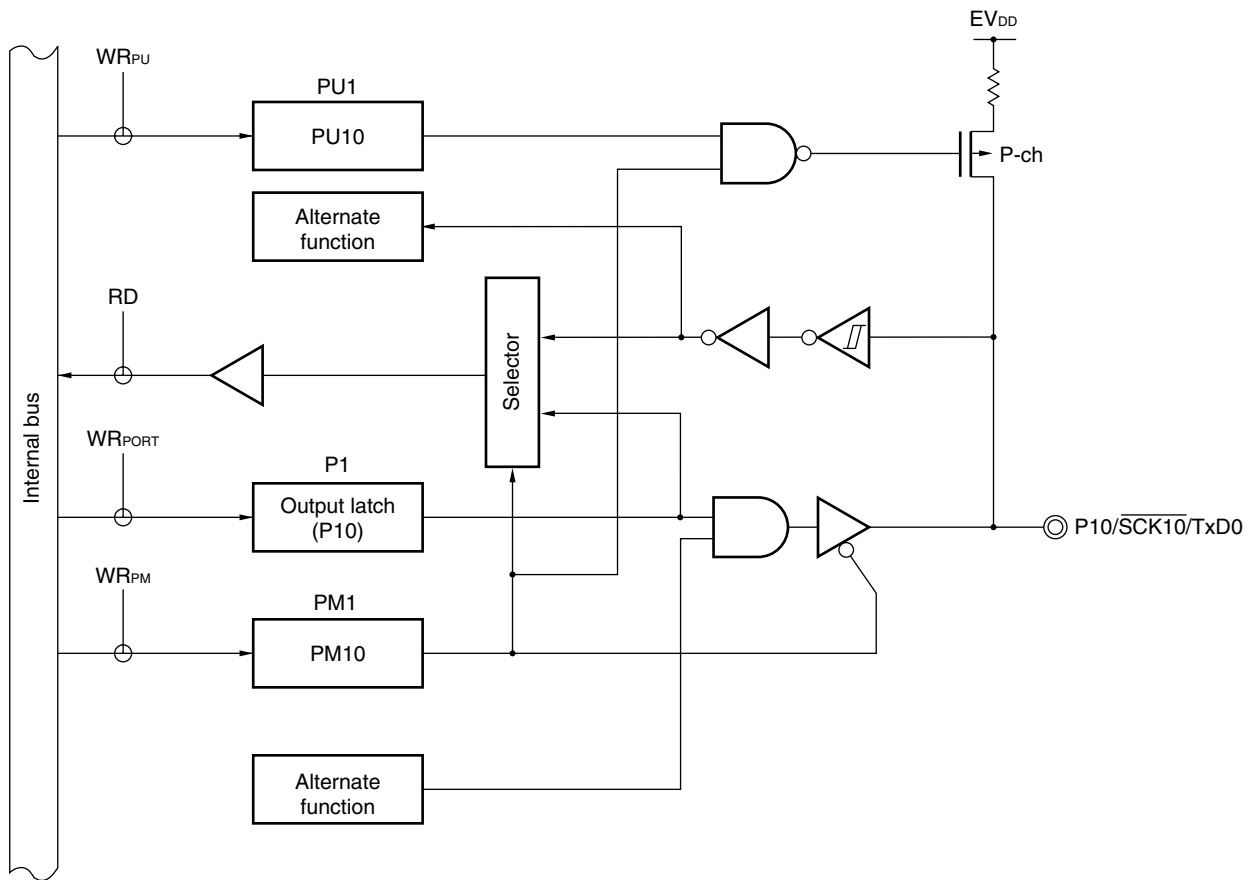 EVDD
WRPU
PU1
PU10
P-ch
Alternate
function
RD
Selector
Internal bus
WRPORT
P1
Output latch
(P10)
P10/SCK10/TxD0
WRPM
PM1
PM10
Alternate
function